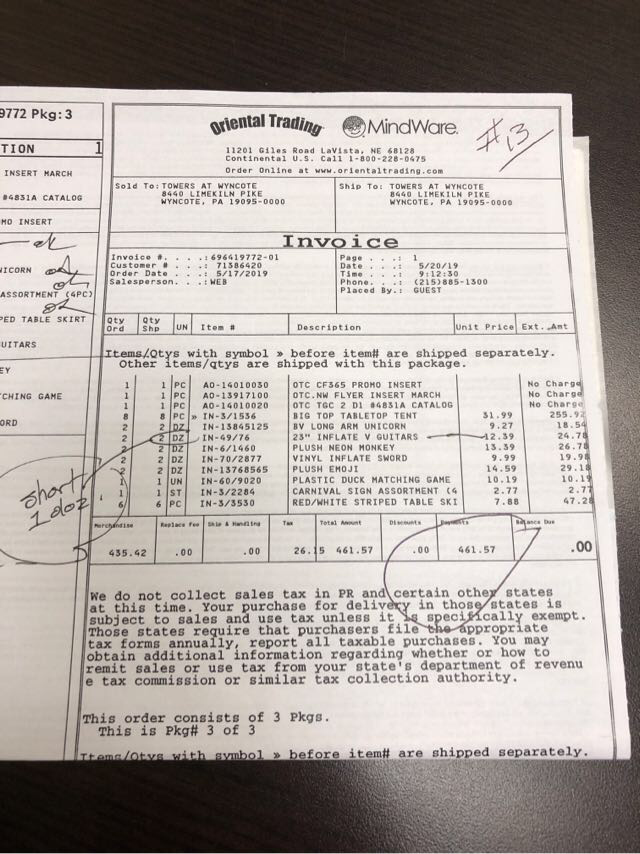 9772 Pkg:3
TION 1
INSERT MARCH
#4831A CATALOG
MO INSERT
ok
NICORN
ASSORTMENT (4PC)
PED TABLE SKIRT
UITARS
EY
CHING GAME
ORD
short
1 doz
Oriental Trading MindWare
#13
11201 Giles Road LaVista, NE 68128
Continental U.S. Call 1-800-228-0475
Order Online at www.orientaltrading.com
Sold To: TOWERS AT WYNCOTE
8440 LIMEKILN PIKE
WYNCOTE, PA 19095-0000
Ship To: TOWERS AT WYNCOTE
8440 LIMEKILN PIKE
WYNCOTE, PA 19095-0000
Invoice
Invoice #. . . .: 696419772-01
Customer # . . .: 71386420
Order Date . . .: 5/17/2019
Salesperson. . .: WEB
Page . . .: 1
Date . . .: 5/20/19
Time . . .: 9:12:30
Phone. . .: (215)885-1300
Placed By.: GUEST
Qty Ord Qty Shp UN Item # Description Unit Price Ext. Amt
Items/Qtys with symbol » before item# are shipped separately.
Other items/qtys are shipped with this package.
1 1 PC AO-14010030 OTC CF365 PROMO INSERT No Charge
1 1 PC AO-13917100 OTC.NW FLYER INSERT MARCH No Charge
1 1 PC AO-14010020 OTC TGC 2 D1 #4831A CATALOG No Charge
8 8 PC » IN-3/1536 BIG TOP TABLETOP TENT 31.99 255.92
2 2 DZ IN-13845125 BV LONG ARM UNICORN 9.27 18.54
2 2 DZ IN-49/76 23" INFLATE V GUITARS 12.39 24.78
2 2 DZ IN-6/1460 PLUSH NEON MONKEY 13.39 26.78
2 2 DZ IN-70/2877 VINYL INFLATE SWORD 9.99 19.98
2 2 DZ IN-13768565 PLUSH EMOJI 14.59 29.18
1 1 UN IN-60/9020 PLASTIC DUCK MATCHING GAME 10.19 10.19
1 1 ST IN-3/2284 CARNIVAL SIGN ASSORTMENT (4 2.77 2.77
6 6 PC IN-3/3530 RED/WHITE STRIPED TABLE SKI 7.88 47.28
Merchandise Replace Fee Ship & Handling Tax Total Amount Discounts Payments Balance Due
435.42 .00 .00 26.15 461.57 .00 461.57 .00
We do not collect sales tax in PR and certain other states
at this time. Your purchase for delivery in those states is
subject to sales and use tax unless it is specifically exempt.
Those states require that purchasers file the appropriate
tax forms annually, report all taxable purchases. You may
obtain additional information regarding whether or how to
remit sales or use tax from your state's department of revenu
e tax commission or similar tax collection authority.
This order consists of 3 Pkgs.
This is Pkg# 3 of 3
Items/Qtys with symbol » before item# are shipped separately.